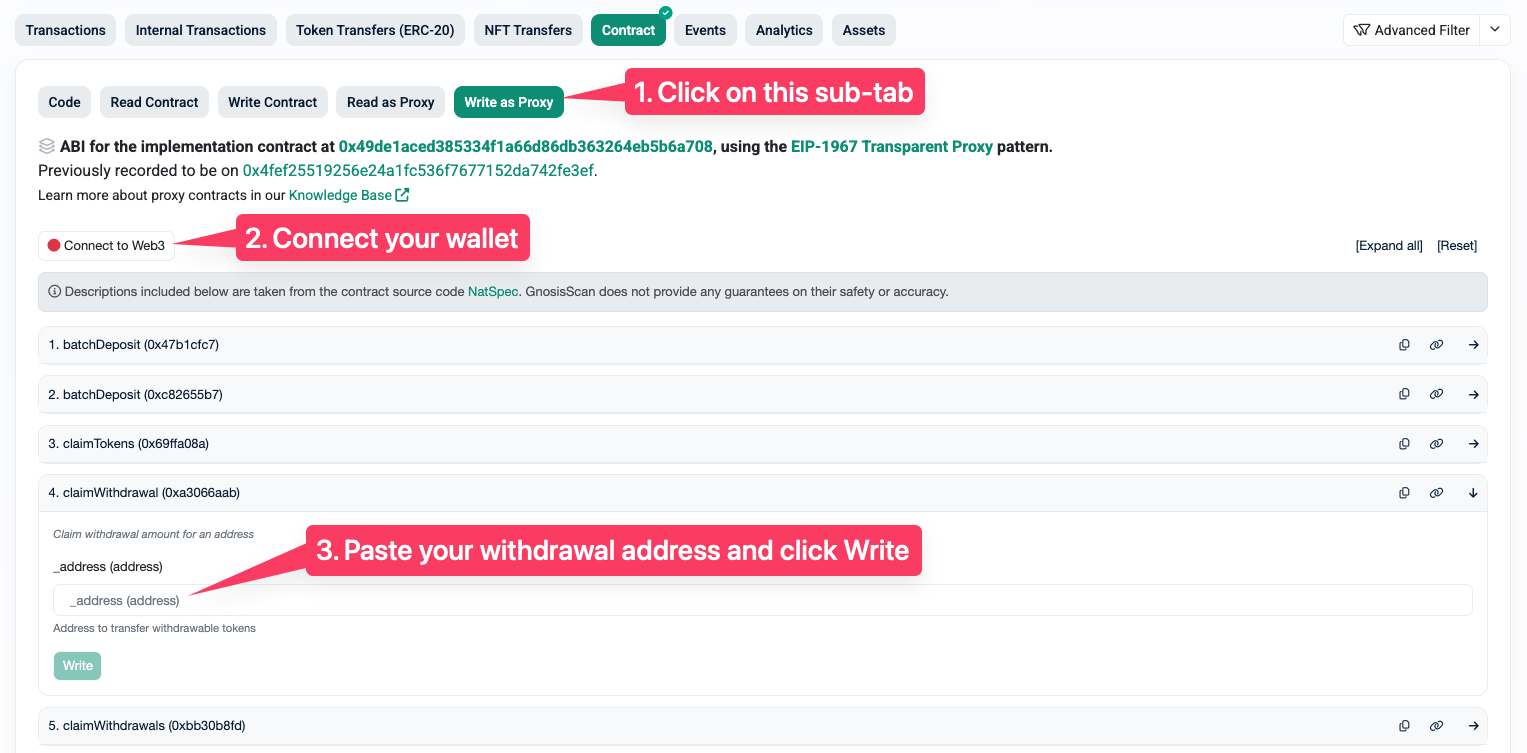 Transactions Internal Transactions Token Transfers (ERC-20) NFT Transfers Contract Events Analytics Assets Advanced Filter
Code Read Contract Write Contract Read as Proxy Write as Proxy 1. Click on this sub-tab
ABI for the implementation contract at 0x49de1aced385334f1a66d86db363264eb5b6a708, using the EIP-1967 Transparent Proxy pattern.
Previously recorded to be on 0x4fef25519256e24a1fc536f7677152da742fe3ef.
Learn more about proxy contracts in our Knowledge Base
Connect to Web3 2. Connect your wallet [Expand all] [Reset]
Descriptions included below are taken from the contract source code NatSpec. GnosisScan does not provide any guarantees on their safety or accuracy.
1. batchDeposit (0x47b1cfc7)
2. batchDeposit (0xc82655b7)
3. claimTokens (0x69ffa08a)
4. claimWithdrawal (0xa3066aab)
Claim withdrawal amount for an address
3. Paste your withdrawal address and click Write
_address (address)
_address (address)
Address to transfer withdrawable tokens
Write
5. claimWithdrawals (0xbb30b8fd)